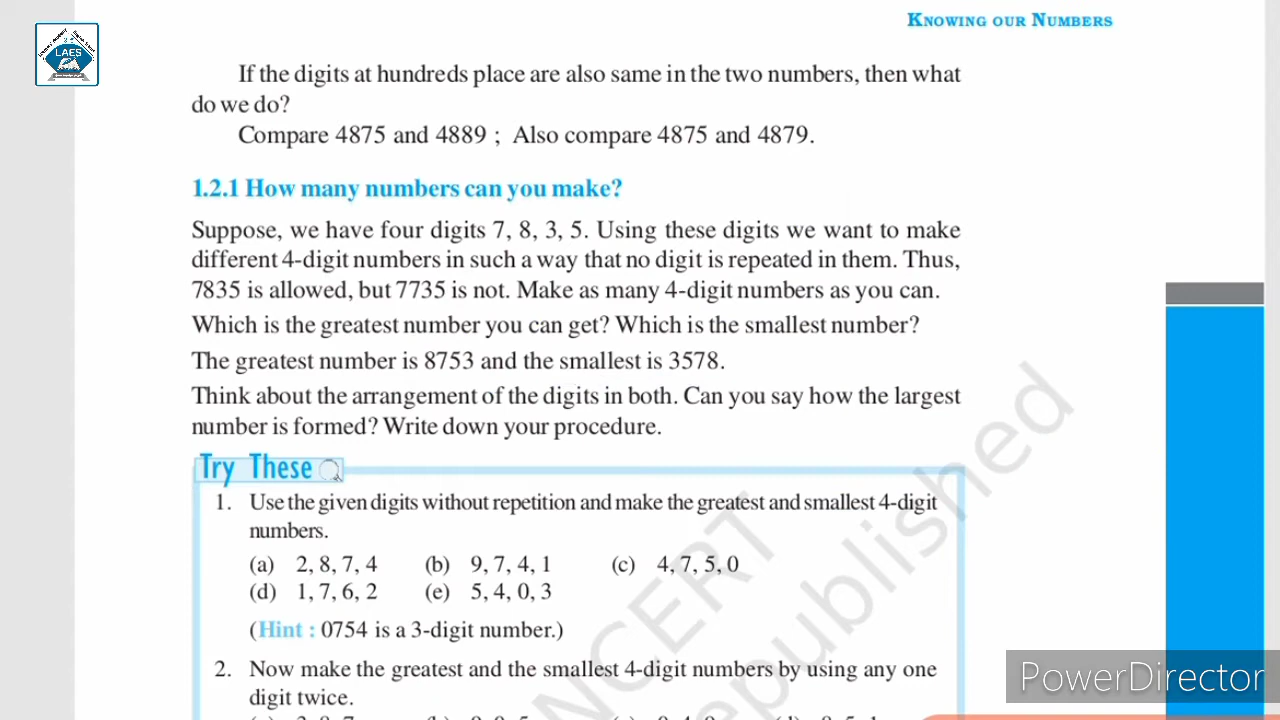 KNOWING OUR NUMBERS
LAES
If the digits at hundreds place are also same in the two numbers, then what
do we do?
Compare 4875 and 4889 ; Also compare 4875 and 4879.
1.2.1 How many numbers can you make?
Suppose, we have four digits 7, 8, 3, 5. Using these digits we want to make
different 4-digit numbers in such a way that no digit is repeated in them. Thus,
7835 is allowed, but 7735 is not. Make as many 4-digit numbers as you can.
Which is the greatest number you can get? Which is the smallest number?
The greatest number is 8753 and the smallest is 3578.
Think about the arrangement of the digits in both. Can you say how the largest
number is formed? Write down your procedure.
Try These
1. Use the given digits without repetition and make the greatest and smallest 4-digit
numbers.
(a) 2, 8, 7, 4 (b) 9, 7, 4, 1 (c) 4, 7, 5, 0
(d) 1, 7, 6, 2 (e) 5, 4, 0, 3
(Hint : 0754 is a 3-digit number.)
2. Now make the greatest and the smallest 4-digit numbers by using any one
digit twice.
NCERT
republished
PowerDirector